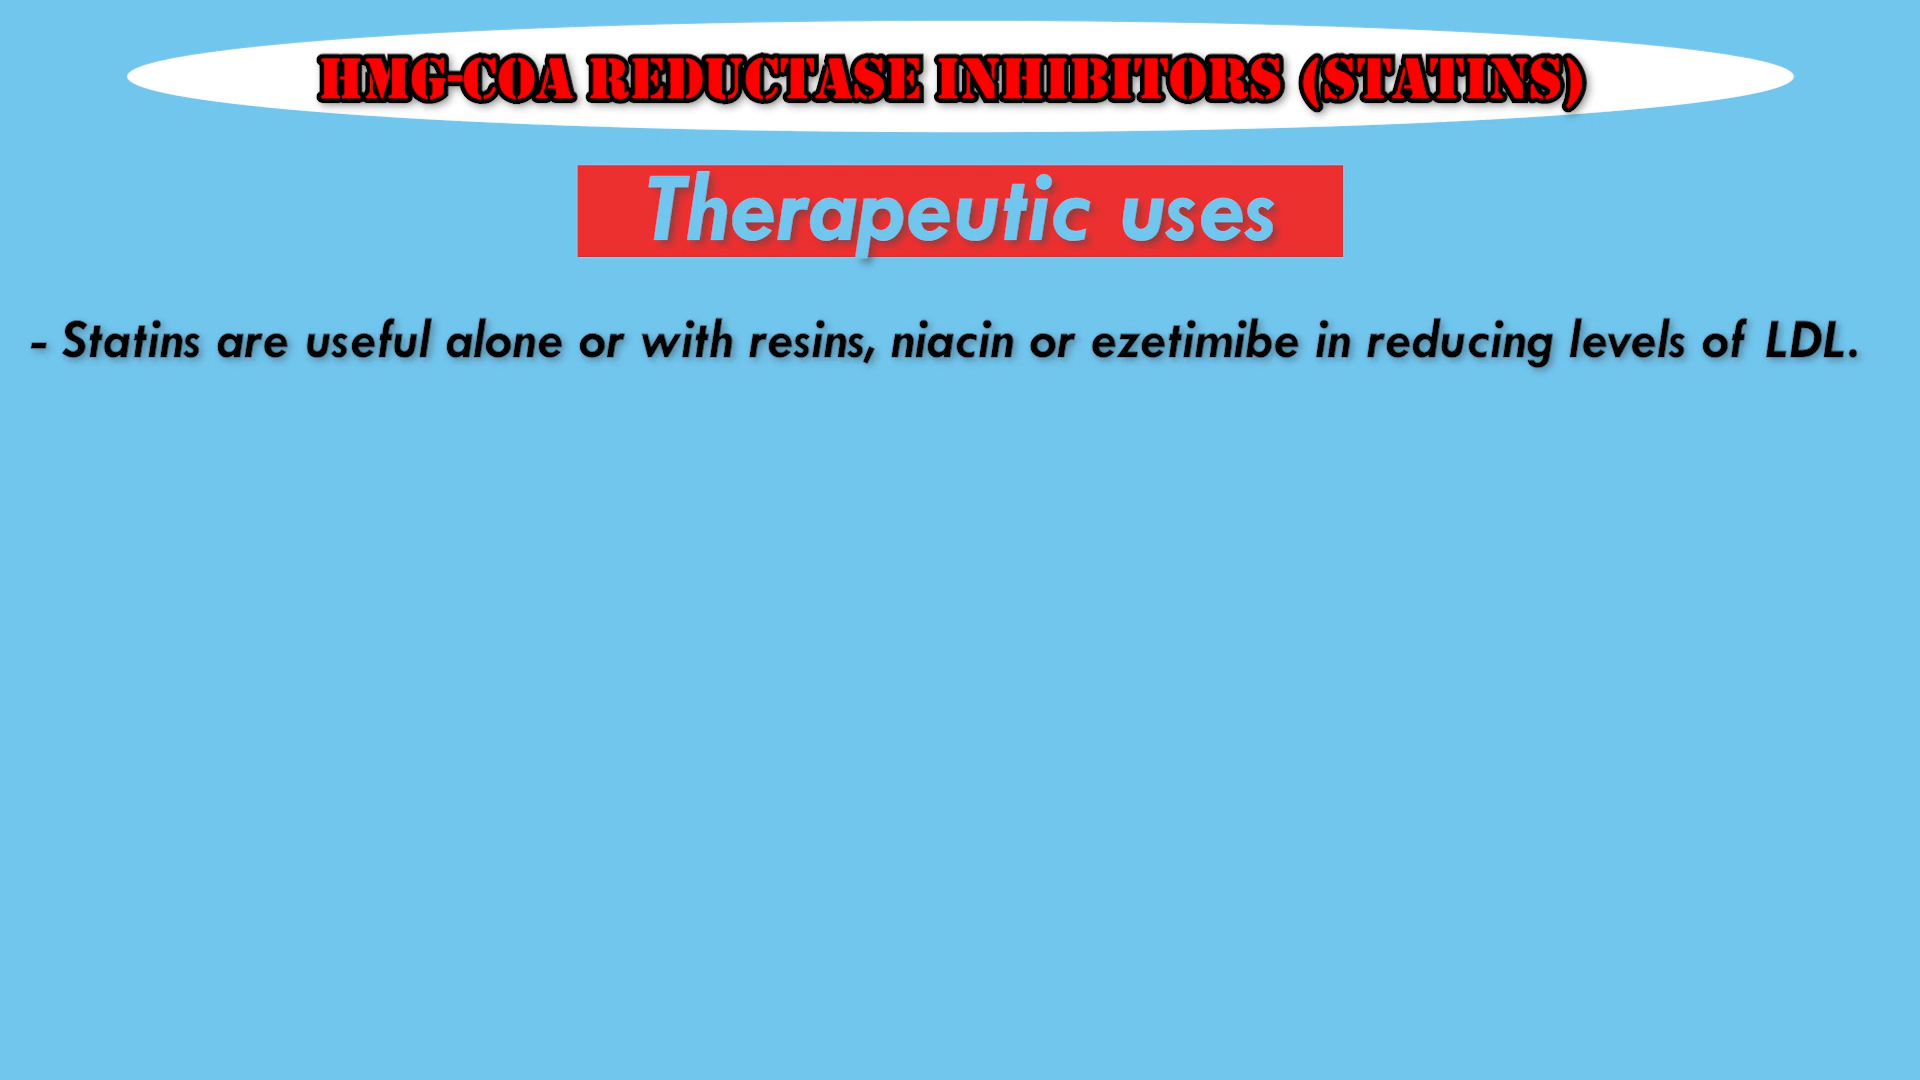 HMG-COA REDUCTASE INHIBITORS (STATINS)
Therapeutic uses
- Statins are useful alone or with resins, niacin or ezetimibe in reducing levels of LDL.